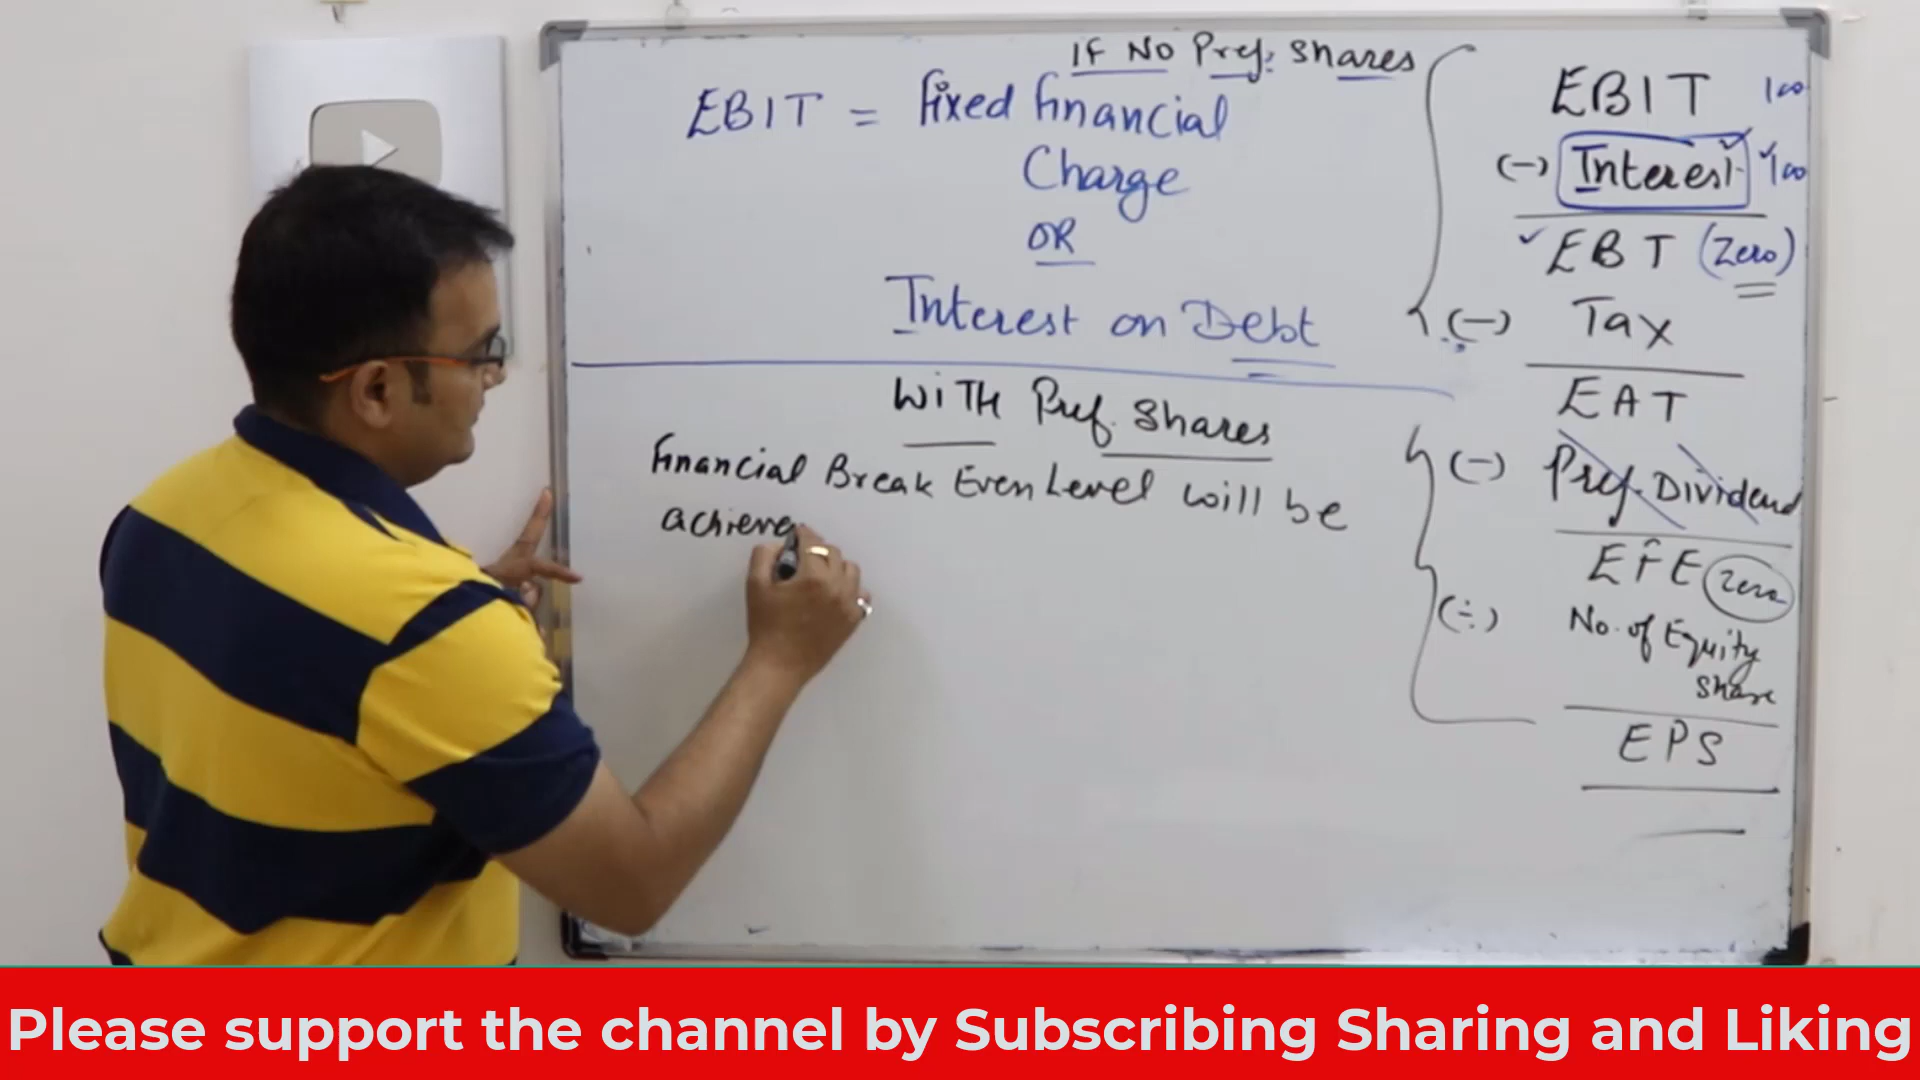 IF NO Pref. Shares
EBIT = Fixed Financial
Charge
OR
Interest on Debt
WITH Pref. Shares
Financial Break Even Level will be
achieve
EBIT 100
(-) Interest 100
EBT (Zero)
(-) Tax
EAT
(-) Pref. Dividend
EFE Zero
(÷) No. of Equity
Share
EPS
Please support the channel by Subscribing Sharing and Liking